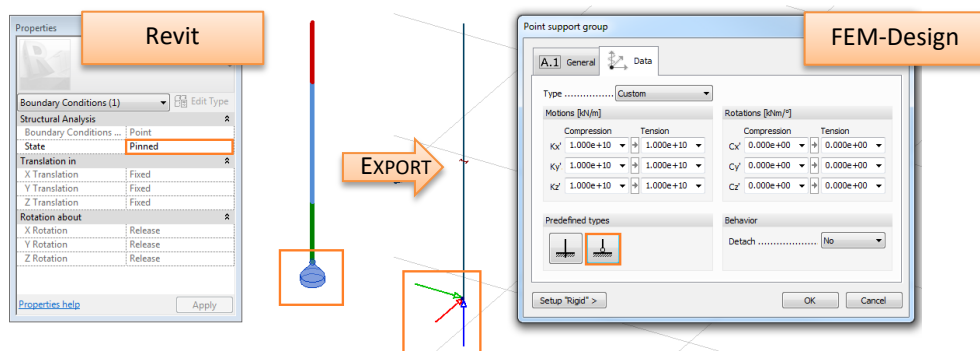 Properties
Revit
Boundary Conditions (1)
Edit Type
Structural Analysis
Boundary Conditions ... Point
State Pinned
Translation in
X Translation Fixed
Y Translation Fixed
Z Translation Fixed
Rotation about
X Rotation Release
Y Rotation Release
Z Rotation Release
Properties help
Apply
EXPORT
Point support group
FEM-Design
A.1 General
Data
Type ................ Custom
Motions [kN/m]
Compression Tension
Kx' 1.000e+10 1.000e+10
Ky' 1.000e+10 1.000e+10
Kz' 1.000e+10 1.000e+10
Rotations [kNm/°]
Compression Tension
Cx' 0.000e+00 0.000e+00
Cy' 0.000e+00 0.000e+00
Cz' 0.000e+00 0.000e+00
Predefined types
Behavior
Detach .................. No
Setup "Rigid" >
OK
Cancel